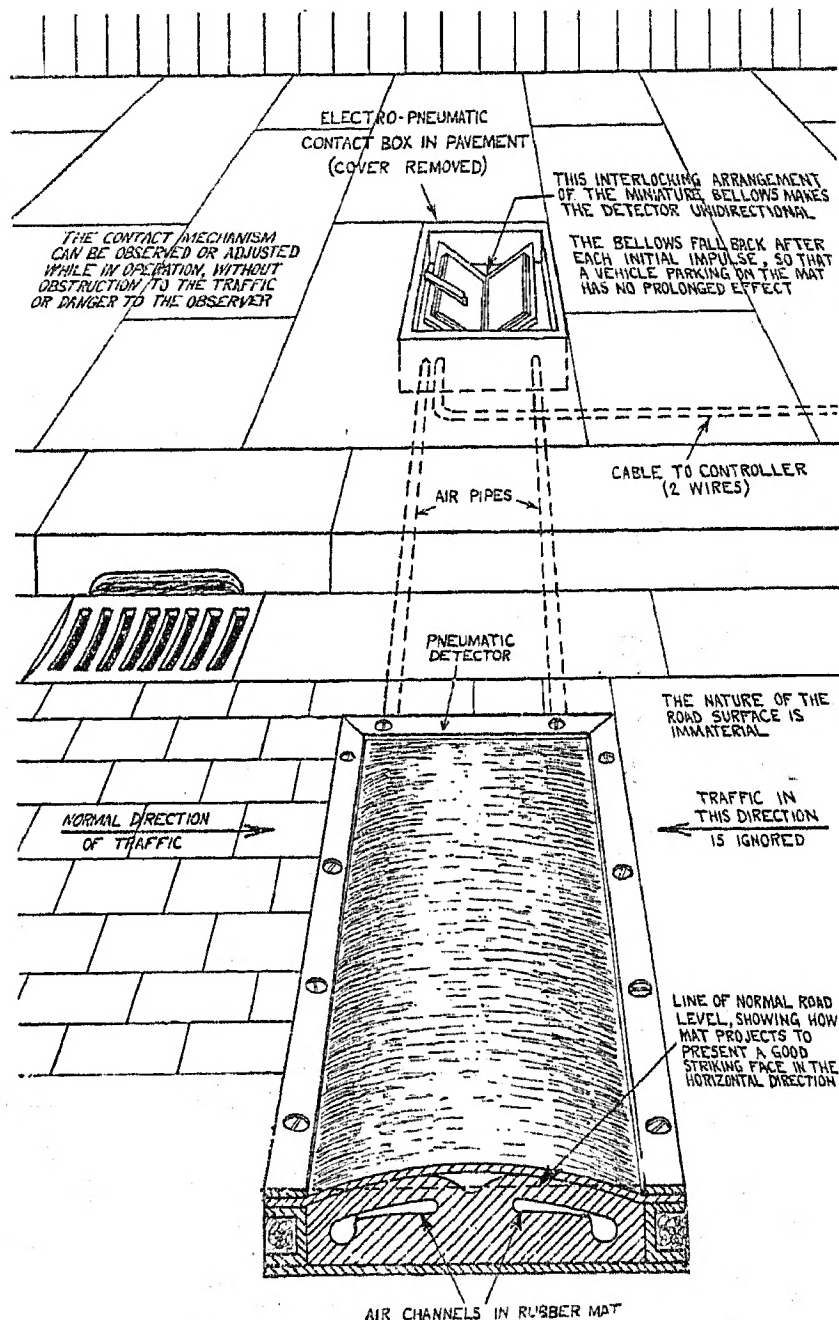 ELECTRO-PNEUMATIC
CONTACT BOX IN PAVEMENT
(COVER REMOVED)
THIS INTERLOCKING ARRANGEMENT
OF THE MINIATURE BELLOWS MAKES
THE DETECTOR UNIDIRECTIONAL
THE BELLOWS FALL BACK AFTER
EACH INITIAL IMPULSE, SO THAT
A VEHICLE PARKING ON THE MAT
HAS NO PROLONGED EFFECT
THE CONTACT MECHANISM
CAN BE OBSERVED OR ADJUSTED
WHILE IN OPERATION, WITHOUT
OBSTRUCTION TO THE TRAFFIC
OR DANGER TO THE OBSERVER
CABLE TO CONTROLLER
(2 WIRES)
AIR PIPES
PNEUMATIC
DETECTOR
THE NATURE OF THE
ROAD SURFACE IS
IMMATERIAL
NORMAL DIRECTION
OF TRAFFIC
TRAFFIC IN
THIS DIRECTION
IS IGNORED
LINE OF NORMAL ROAD
LEVEL, SHOWING HOW
MAT PROJECTS TO
PRESENT A GOOD
STRIKING FACE IN THE
HORIZONTAL DIRECTION
AIR CHANNELS IN RUBBER MAT